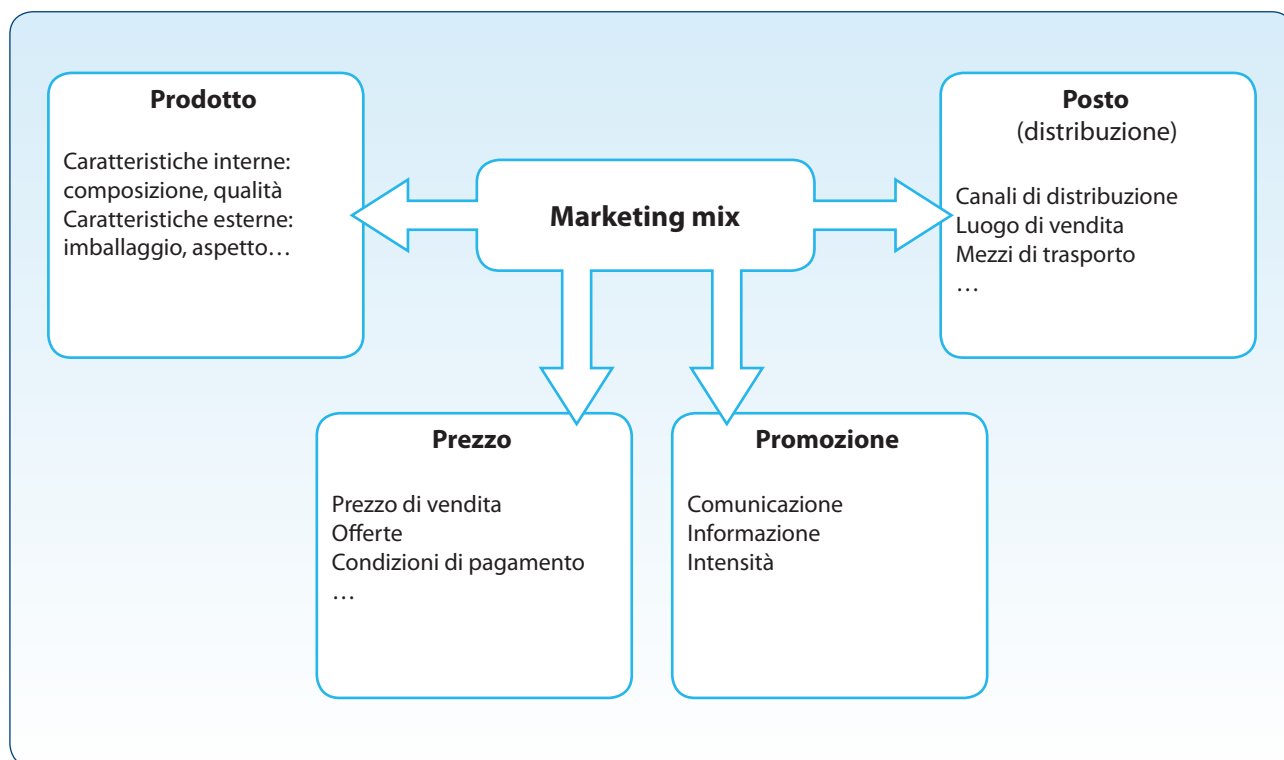 Prodotto
Caratteristiche interne:
composizione, qualità
Caratteristiche esterne:
imballaggio, aspetto…
Marketing mix
Posto
(distribuzione)
Canali di distribuzione
Luogo di vendita
Mezzi di trasporto
…
Prezzo
Prezzo di vendita
Offerte
Condizioni di pagamento
…
Promozione
Comunicazione
Informazione
Intensità